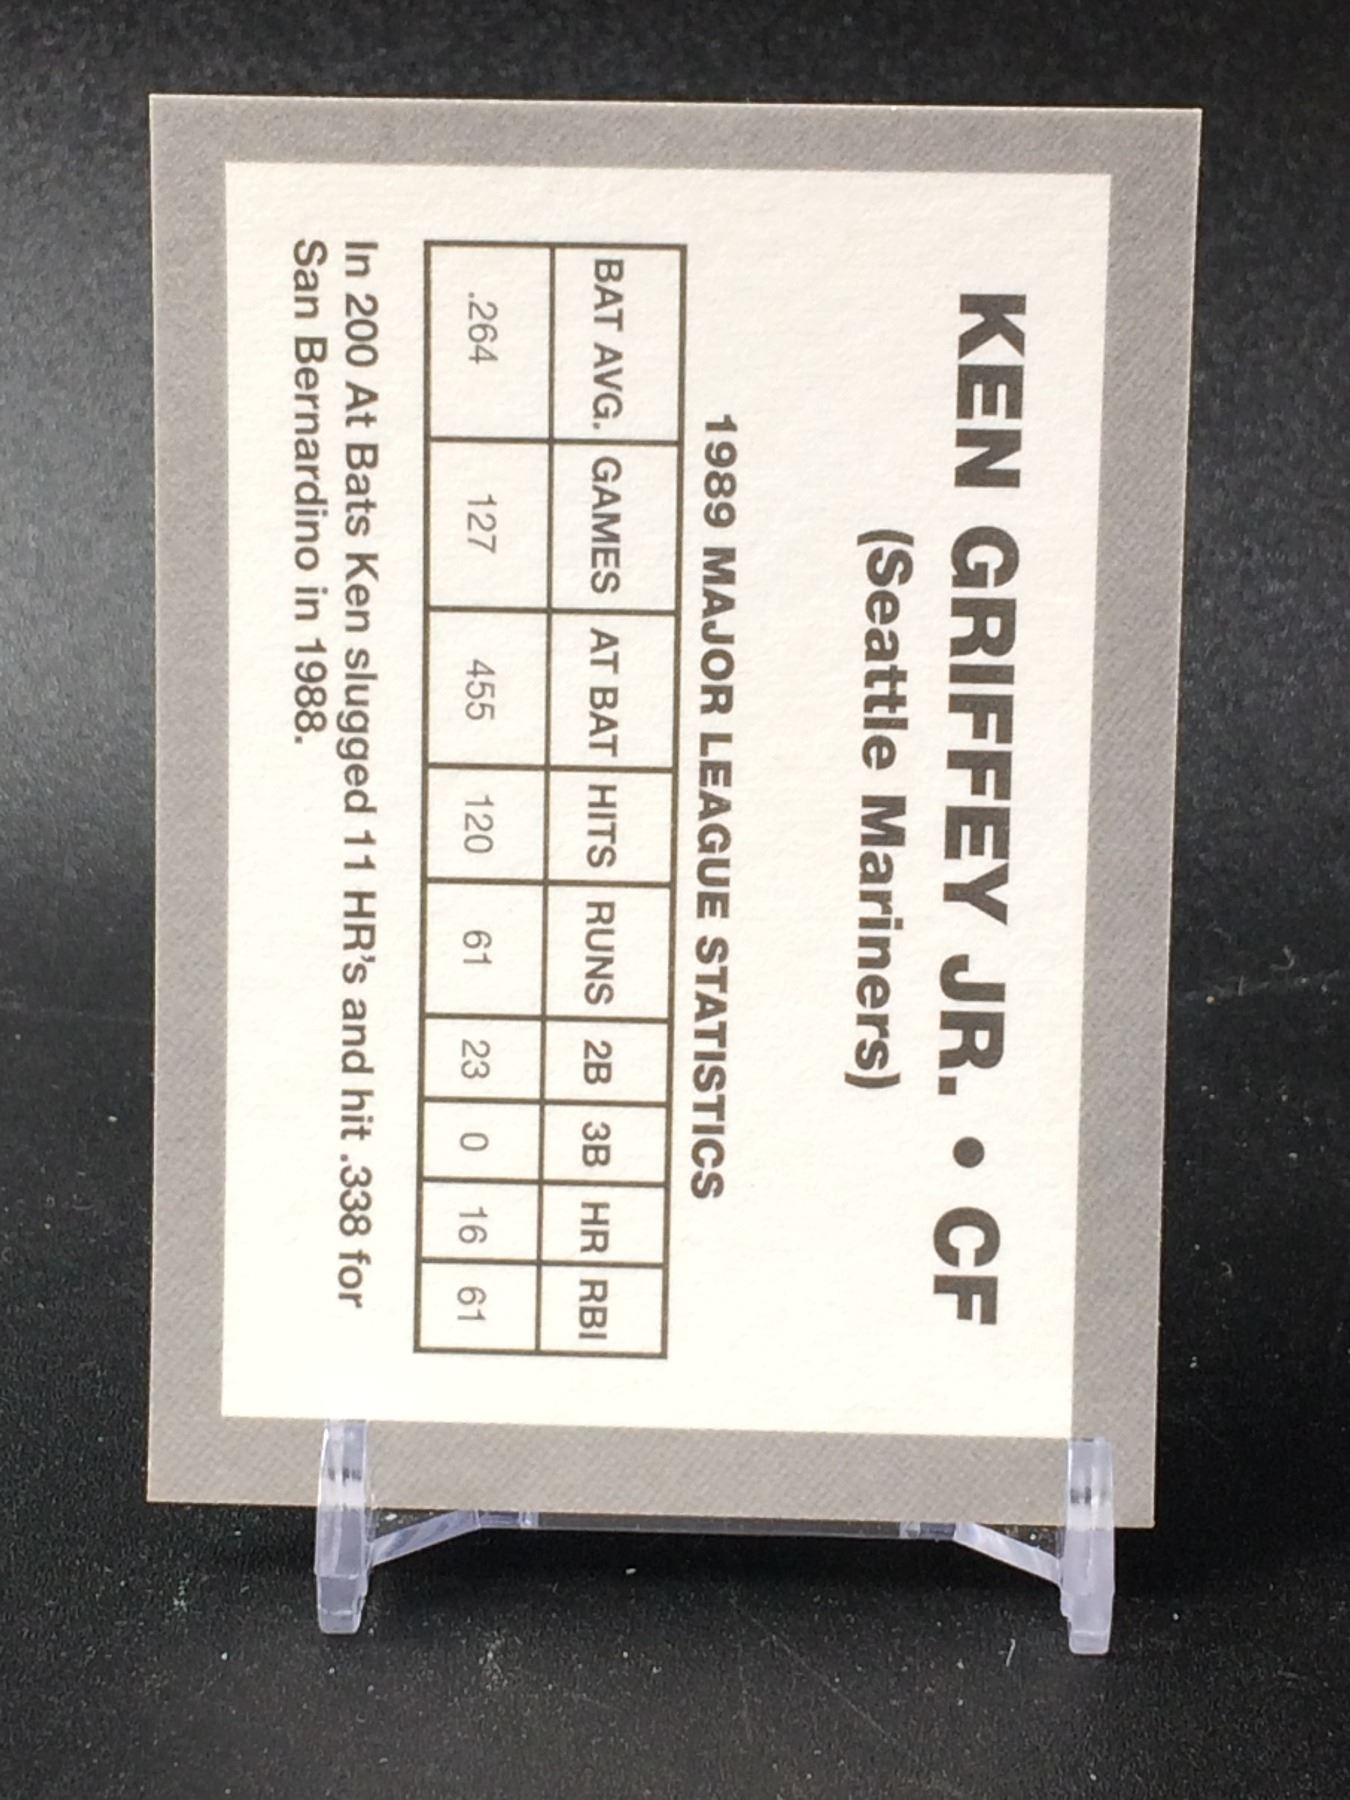 KEN GRIFFEY JR. • CF
(Seattle Mariners)
1989 MAJOR LEAGUE STATISTICS
BAT AVG. GAMES AT BAT HITS RUNS 2B 3B HR RBI
.264 127 455 120 61 23 0 16 61
In 200 At Bats Ken slugged 11 HR's and hit .338 for
San Bernardino in 1988.